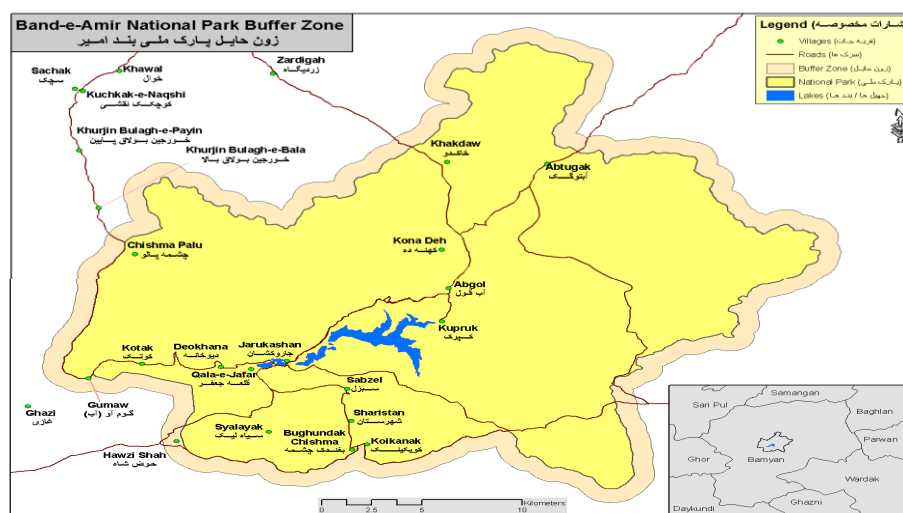 Band-e-Amir National Park Buffer Zone
زون حایل پارک ملی بند امیر
Legend (اشارات مخصوصه)
Villages (قریه جات)
Roads (سرک ها)
Buffer Zone (زون حایل)
National Park (پارک ملی)
Lakes (جهیل ها / بند ها)
Khawal
خوال
Zardigah
زردیگاه
Sachak
سچک
Kuchkak-e-Naqshi
کوچکک نقشی
Khurjin Bulagh-e-Payin
خورجین بولاق پایین
Khurjin Bulagh-e-Bala
خورجین بولاق بالا
Khakdaw
خاکدو
Abtugak
آبتوگک
Chishma Palu
چشمه پالو
Kona Deh
کهنه ده
Abgol
آب گول
Kupruk
کپرک
Kotak
کوتک
Deokhana
دیوخانه
Jarukashan
جاروکشان
Qala-e-Jafar
قلعه جعفر
Sabzel
سبزل
Gumaw
گوم آو (آب)
Ghazi
غازی
Syalayak
سیاه لیک
Sharistan
شهرستان
Bughundak
Chishma
بغندک چشمه
Koikanak
Hawzi Shah
حوض شاه
Kilometers
0 2.5 5 10
Samangan
Sari Pul
Baghlan
Parwan
Ghor
Bamyan
Wardak
Ghazni
Daykundi